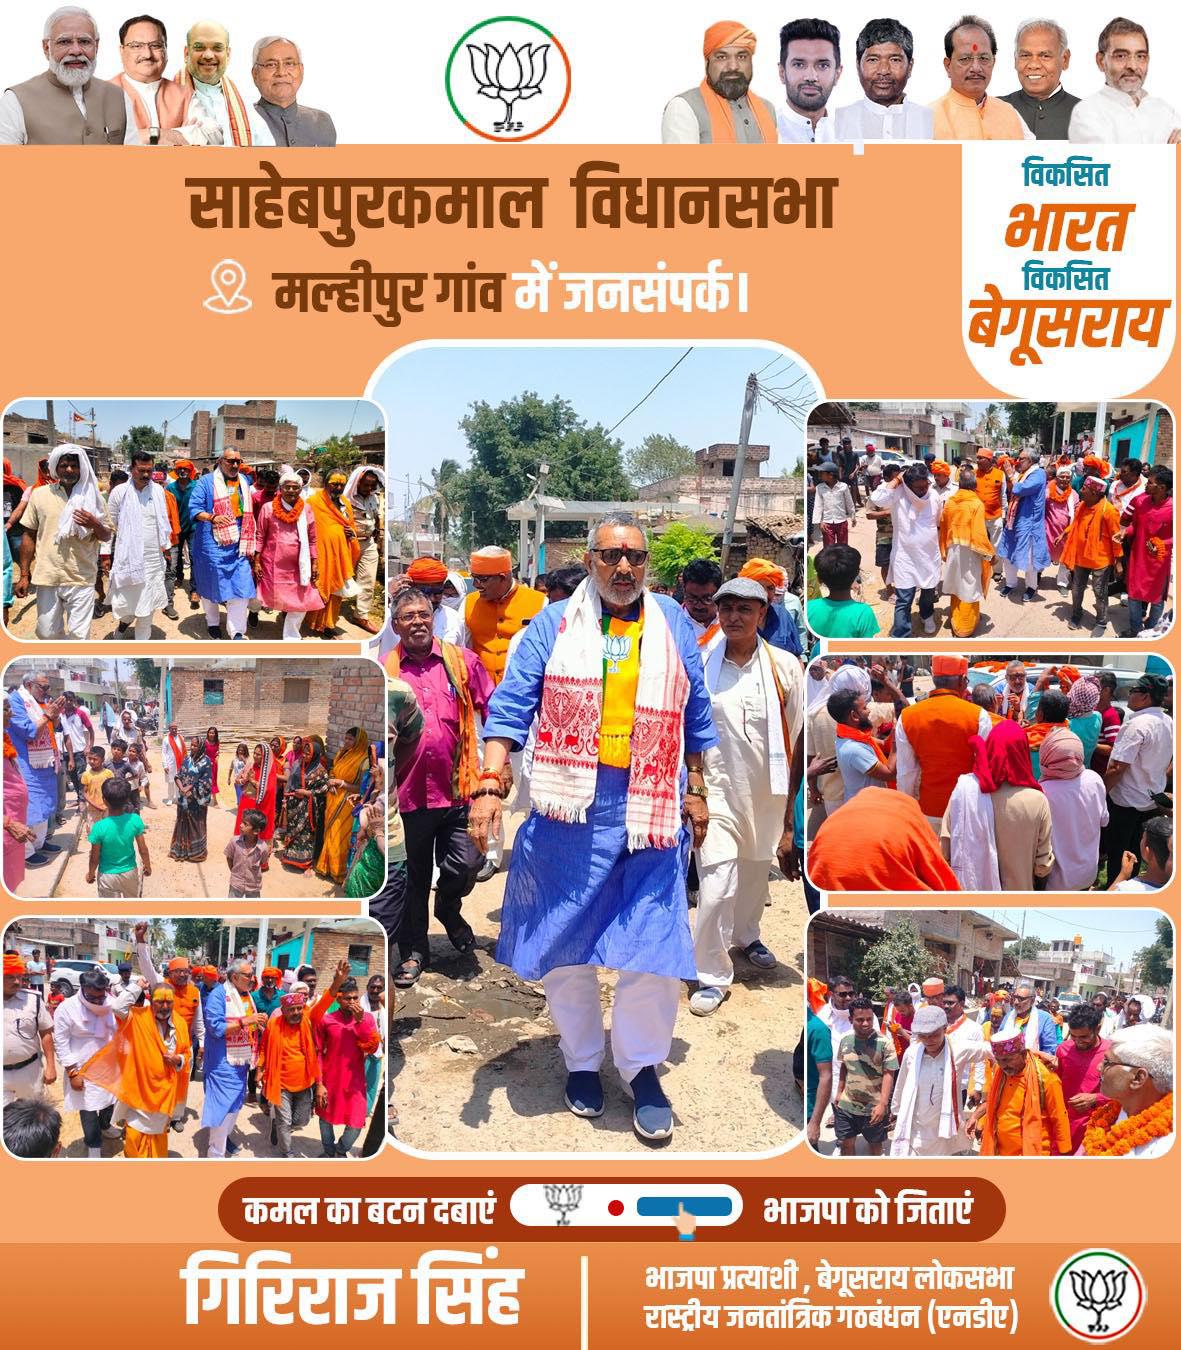 साहेबपुरकमाल विधानसभा
मल्हीपुर गांव में जनसंपर्क।
विकसित
भारत
विकसित
बेगूसराय
कमल का बटन दबाएं भाजपा को जिताएं
गिरिराज सिंह
भाजपा प्रत्याशी , बेगूसराय लोकसभा
रास्ट्रीय जनतांत्रिक गठबंधन (एनडीए)